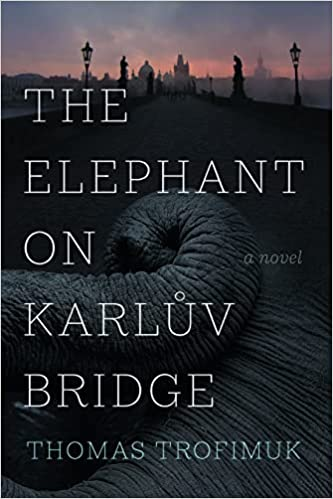 THE
ELEPHANT
ON
a novel
KARLŮV
BRIDGE
THOMAS TROFIMUK